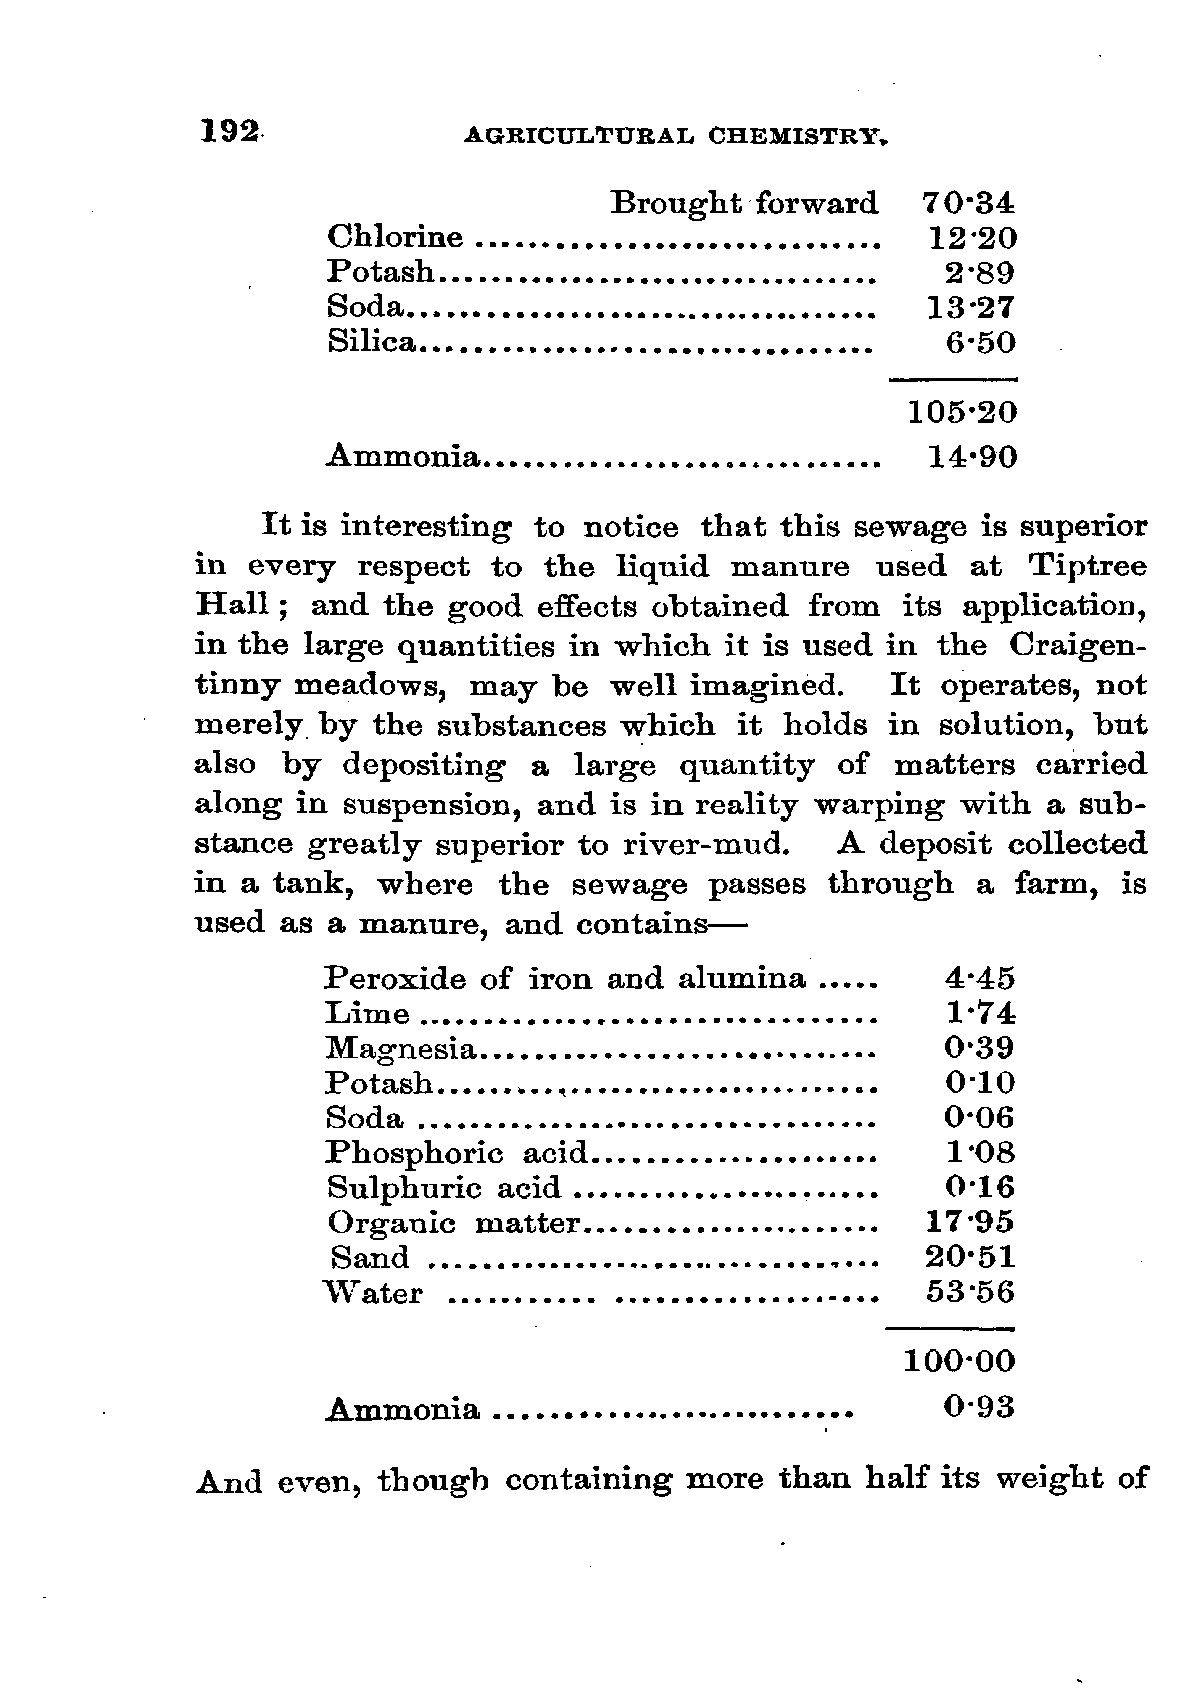 192 AGRICULTURAL CHEMISTRY.
Brought forward 70·34
Chlorine .............................. 12·20
Potash................................. 2·89
Soda................................... 13·27
Silica.................................. 6·50
105·20
Ammonia.............................. 14·90
It is interesting to notice that this sewage is superior
in every respect to the liquid manure used at Tiptree
Hall ; and the good effects obtained from its application,
in the large quantities in which it is used in the Craigen-
tinny meadows, may be well imagined. It operates, not
merely by the substances which it holds in solution, but
also by depositing a large quantity of matters carried
along in suspension, and is in reality warping with a sub-
stance greatly superior to river-mud. A deposit collected
in a tank, where the sewage passes through a farm, is
used as a manure, and contains—
Peroxide of iron and alumina ..... 4·45
Lime .................................. 1·74
Magnesia.............................. 0·39
Potash................................. 0·10
Soda .................................. 0·06
Phosphoric acid...................... 1·08
Sulphuric acid ....................... 0·16
Organic matter...................... 17·95
Sand .................................. 20·51
Water ........... .................... 53·56
100·00
Ammonia ........................... 0·93
And even, though containing more than half its weight of